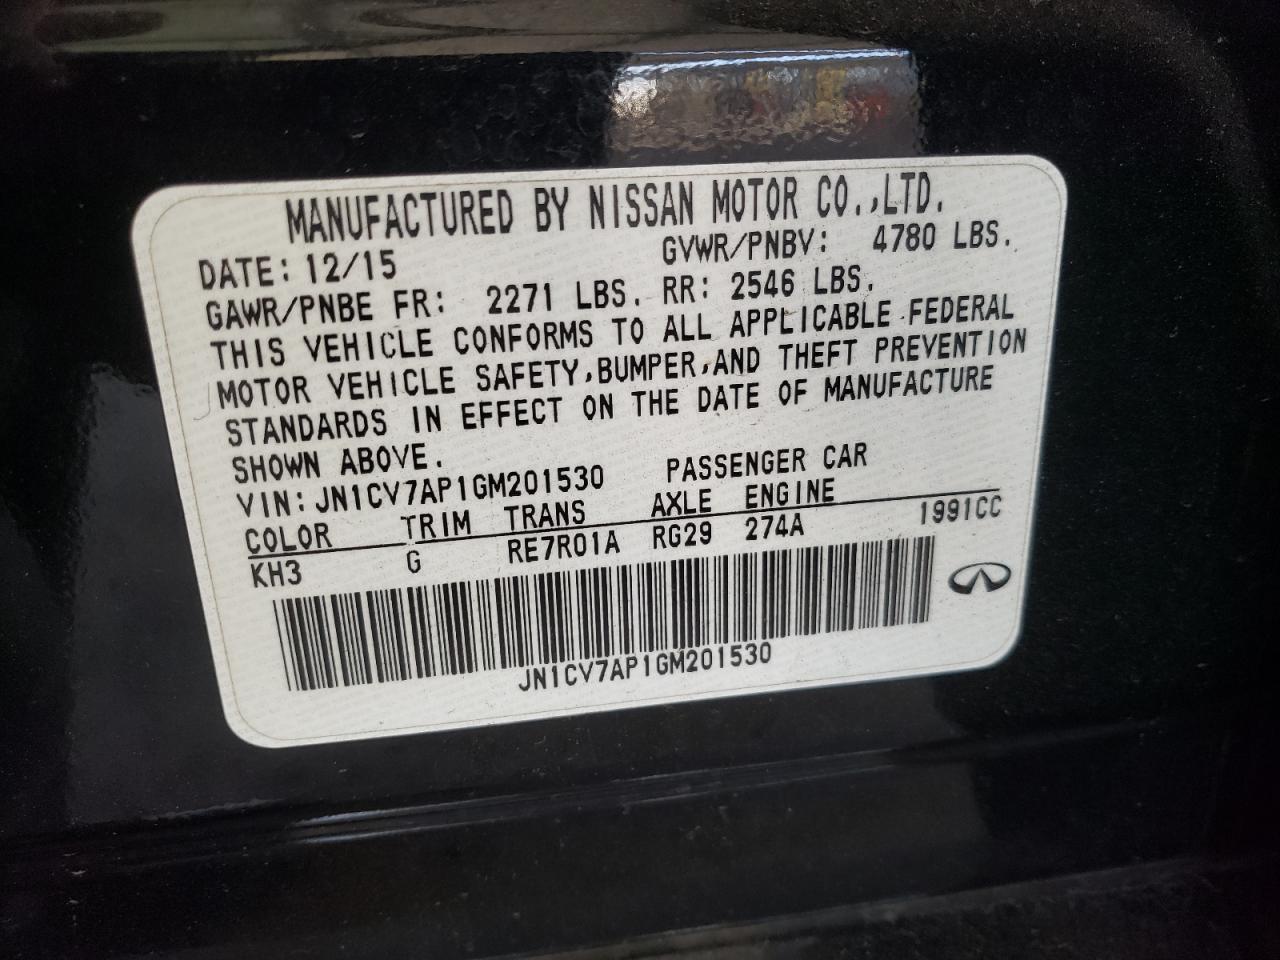 MANUFACTURED BY NISSAN MOTOR CO.,LTD.
DATE: 12/15 GVWR/PNBV: 4780 LBS.
GAWR/PNBE FR: 2271 LBS. RR: 2546 LBS.
THIS VEHICLE CONFORMS TO ALL APPLICABLE FEDERAL
MOTOR VEHICLE SAFETY,BUMPER,AND THEFT PREVENTION
STANDARDS IN EFFECT ON THE DATE OF MANUFACTURE
SHOWN ABOVE.
VIN: JN1CV7AP1GM201530 PASSENGER CAR
COLOR TRIM TRANS AXLE ENGINE
KH3 G RE7R01A RG29 274A 1991CC
JN1CV7AP1GM201530